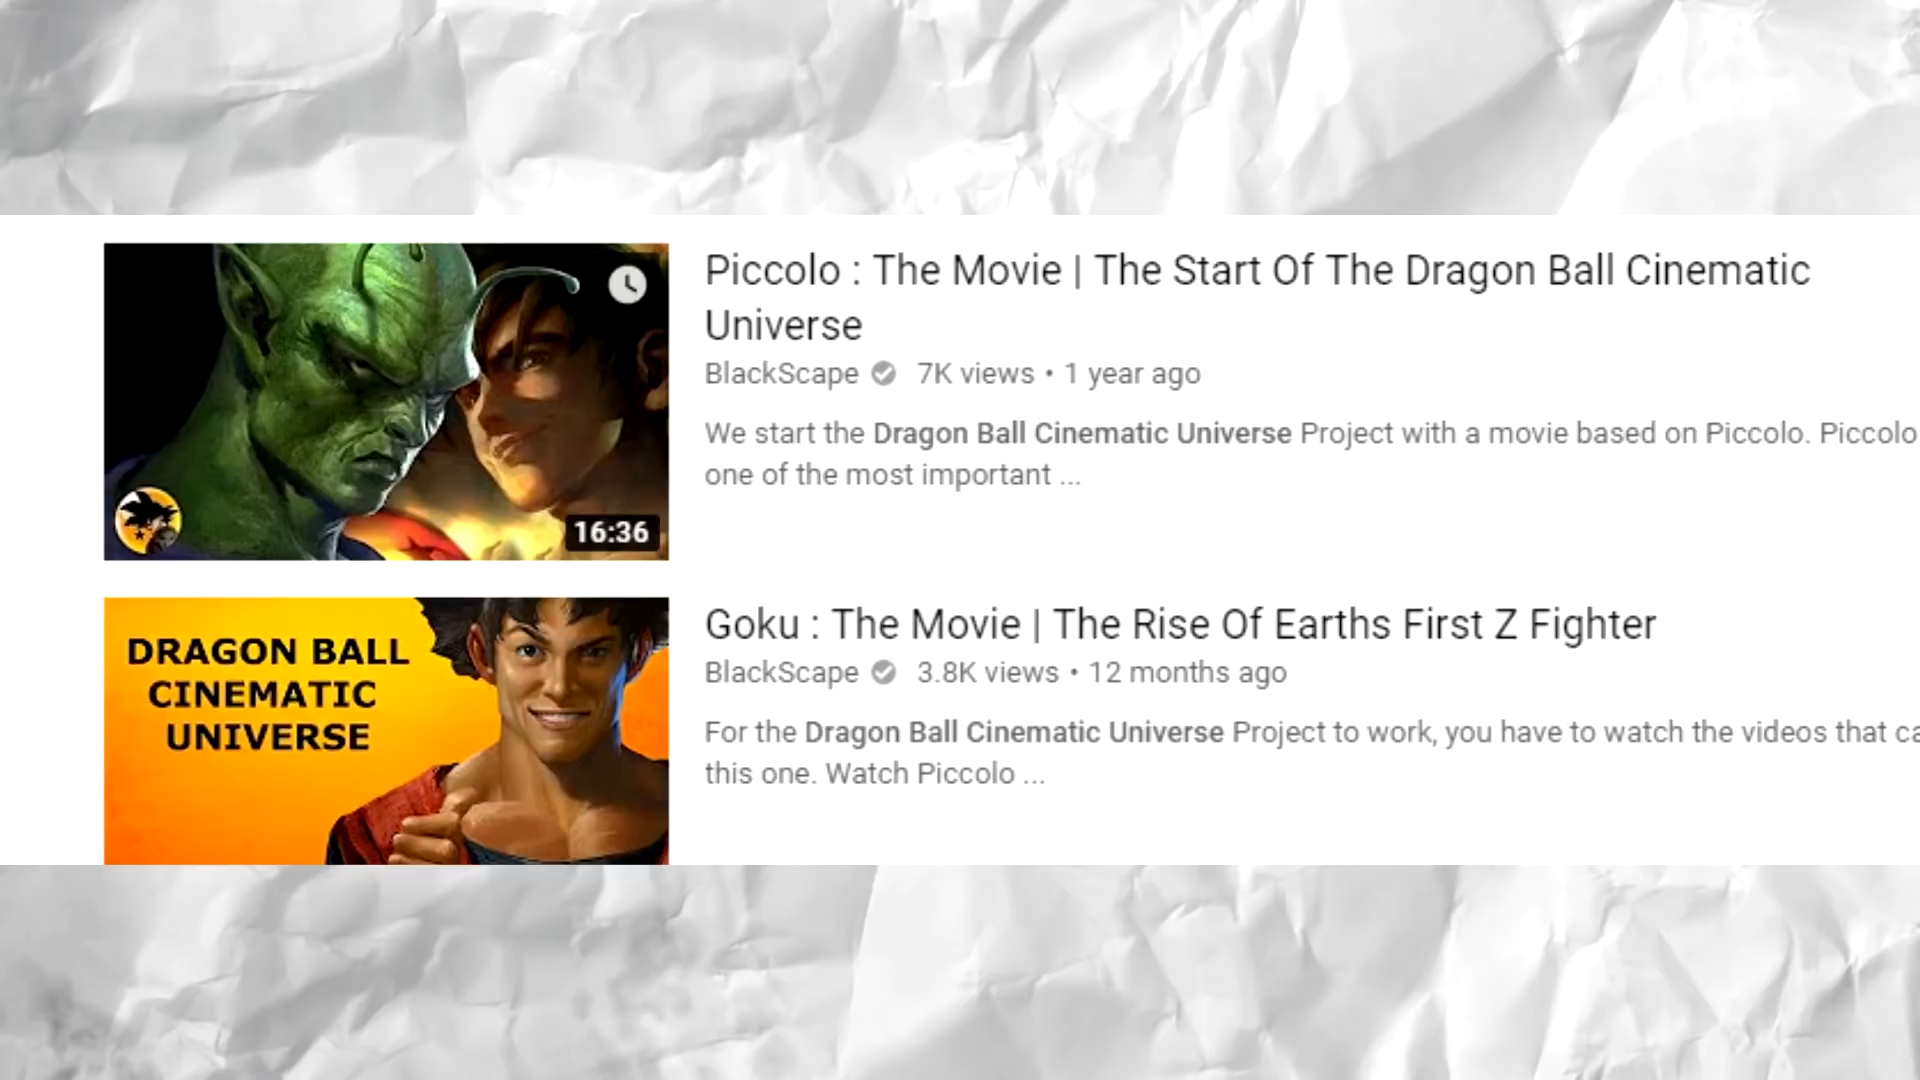 Piccolo : The Movie | The Start Of The Dragon Ball Cinematic
Universe
BlackScape 7K views • 1 year ago
We start the Dragon Ball Cinematic Universe Project with a movie based on Piccolo. Piccolo
one of the most important ...
16:36
DRAGON BALL
CINEMATIC
UNIVERSE
Goku : The Movie | The Rise Of Earths First Z Fighter
BlackScape 3.8K views • 12 months ago
For the Dragon Ball Cinematic Universe Project to work, you have to watch the videos that
this one. Watch Piccolo ...